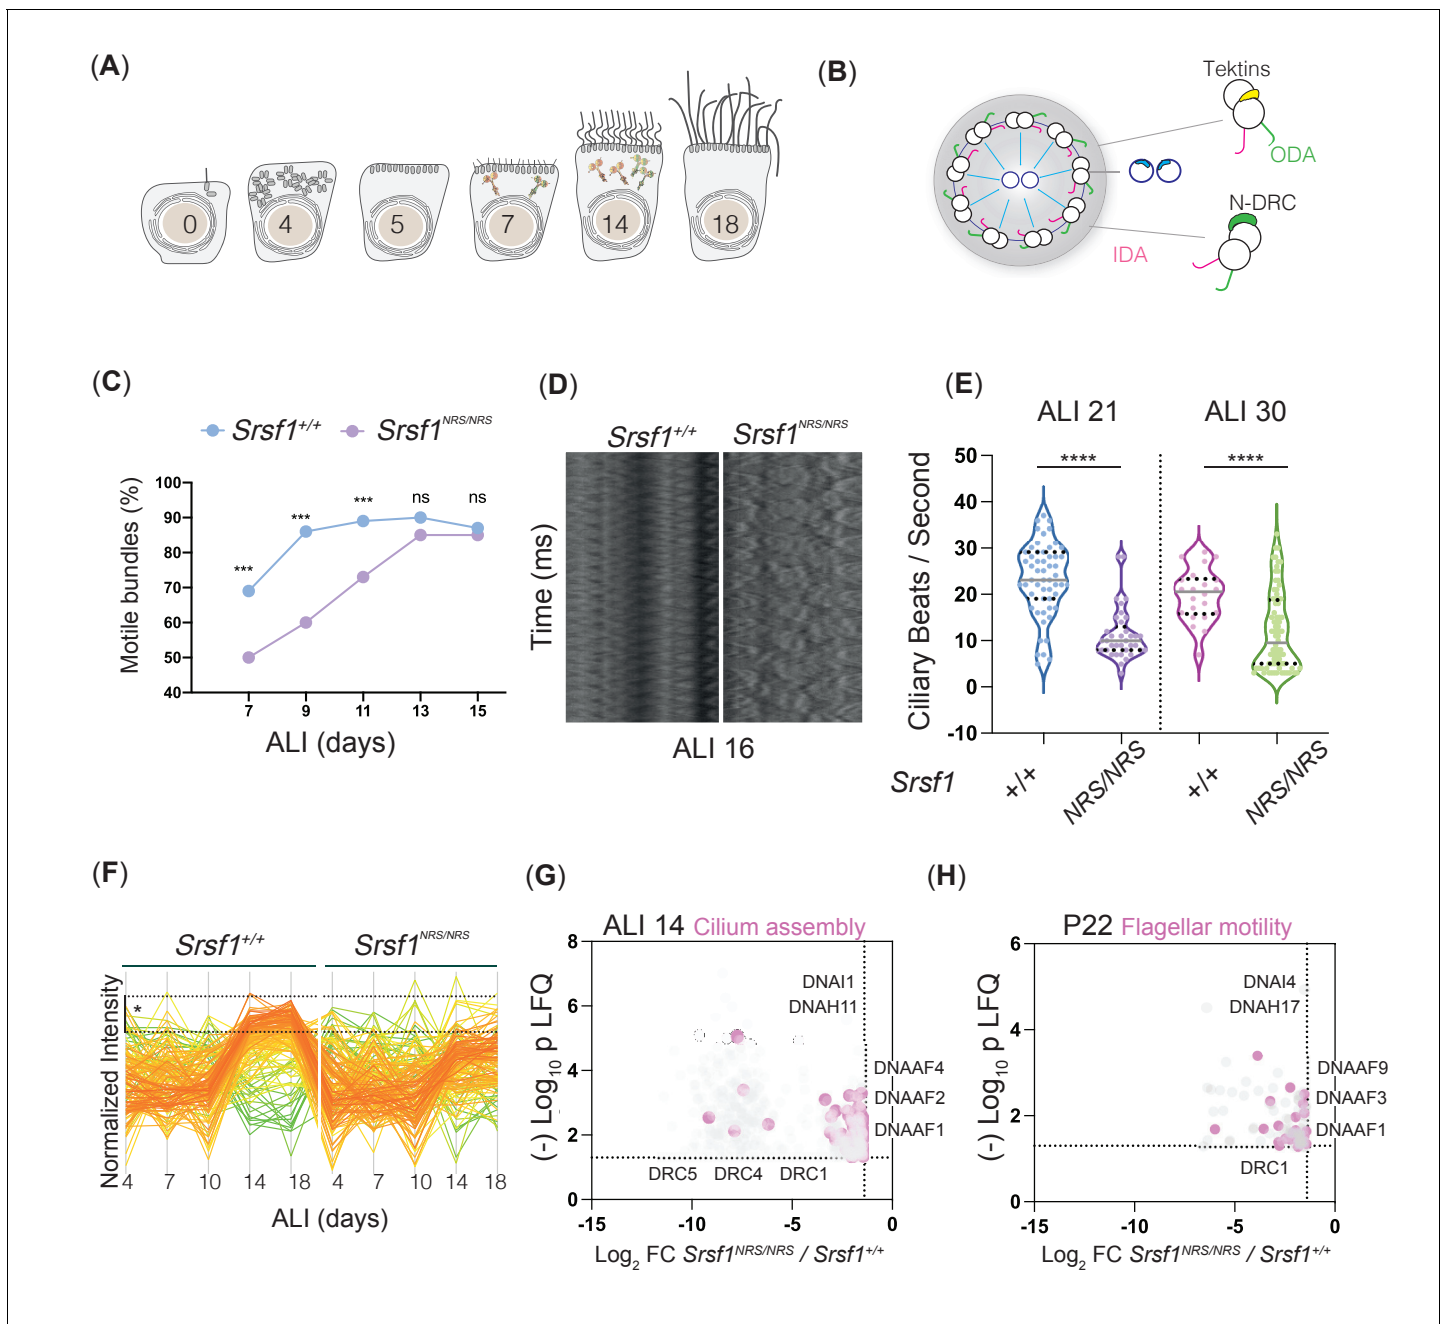 (A)
0 4 5 7 14 18
(B)
Tektins
ODA
N-DRC
IDA
(C)
Srsf1+/+ Srsf1NRS/NRS
Motile bundles (%)
100
90
80
70
60
50
40
*** *** *** ns ns
7 9 11 13 15
ALI (days)
(D)
Srsf1+/+ Srsf1NRS/NRS
Time (ms)
ALI 16
(E)
ALI 21 ALI 30
**** ****
Ciliary Beats / Second
50
40
30
20
10
0
-10
Srsf1 +/+ NRS/NRS +/+ NRS/NRS
(F)
Srsf1+/+ Srsf1NRS/NRS
Normalized Intensity
*
4 7 10 14 18 4 7 10 14 18
ALI (days)
(G)
ALI 14 Cilium assembly
(-) Log10 p LFQ
8
6
4
2
0
DNAI1
DNAH11
DNAAF4
DNAAF2
DNAAF1
DRC5 DRC4 DRC1
-15 -10 -5 0
Log2 FC Srsf1NRS/NRS / Srsf1+/+
(H)
P22 Flagellar motility
(-) Log10 p LFQ
6
4
2
0
DNAI4
DNAH17
DNAAF9
DNAAF3
DNAAF1
DRC1
-15 -10 -5 0
Log2 FC Srsf1NRS/NRS / Srsf1+/+